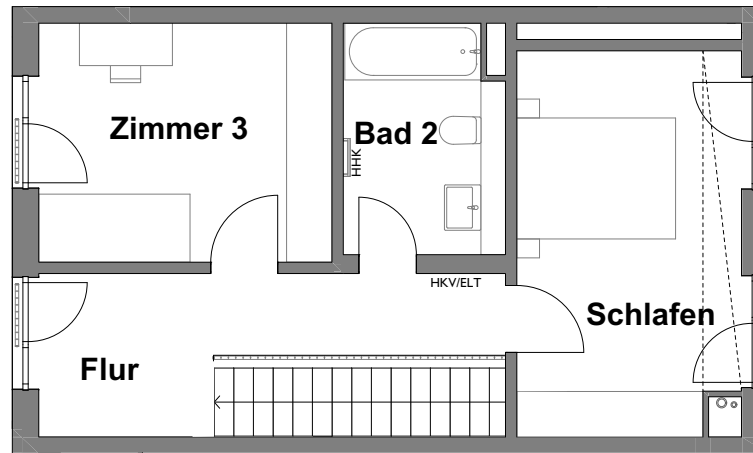 Zimmer 3
Bad 2
HHK
HKV/ELT
Schlafen
Flur